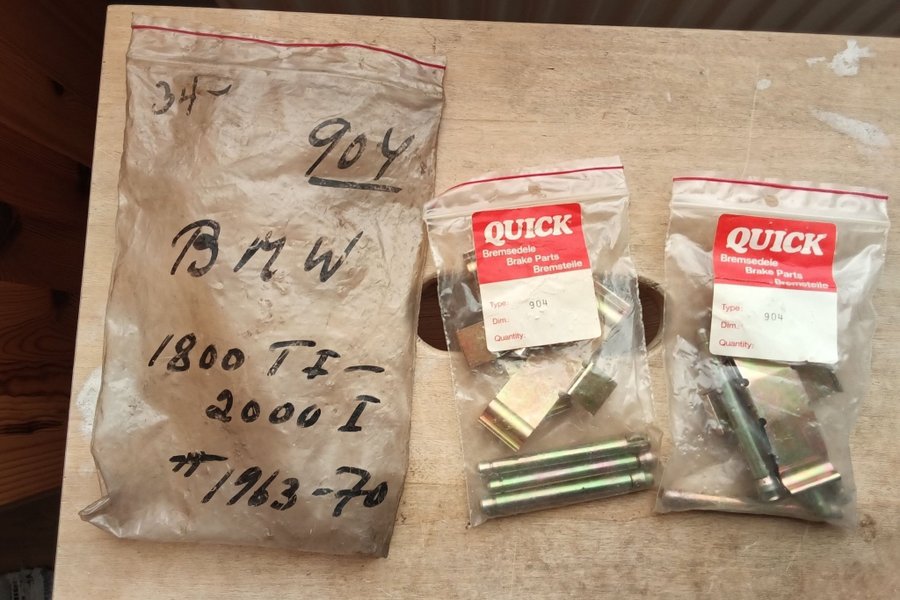 34-
904
BMW
1800 TI-
2000 I
1963-70
QUICK
Bremsedele
Brake Parts
Bremsteile
Type: 904
Dim.:
Quantity:
QUICK
Bremsedele
Brake Parts
Bremsteile
Type: 904
Dim.:
Quantity: